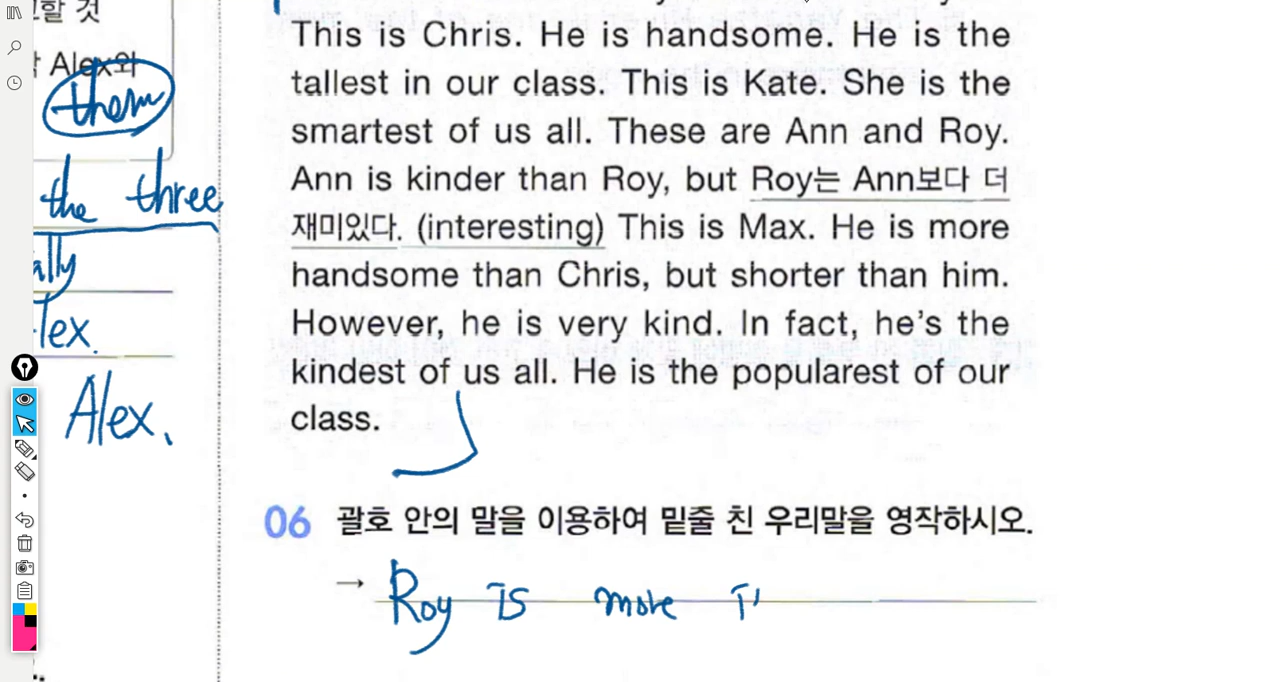 할 것
Alex와
them
the three
ally
lex.
Alex.
This is Chris. He is handsome. He is the
tallest in our class. This is Kate. She is the
smartest of us all. These are Ann and Roy.
Ann is kinder than Roy, but Roy는 Ann보다 더
재미있다. (interesting) This is Max. He is more
handsome than Chris, but shorter than him.
However, he is very kind. In fact, he's the
kindest of us all. He is the popularest of our
class.
06 괄호 안의 말을 이용하여 밑줄 친 우리말을 영작하시오.
→ Roy is more